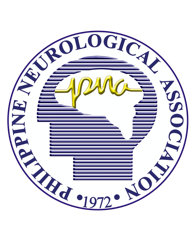 PHILIPPINE NEUROLOGICAL ASSOCIATION
pna
•1972•